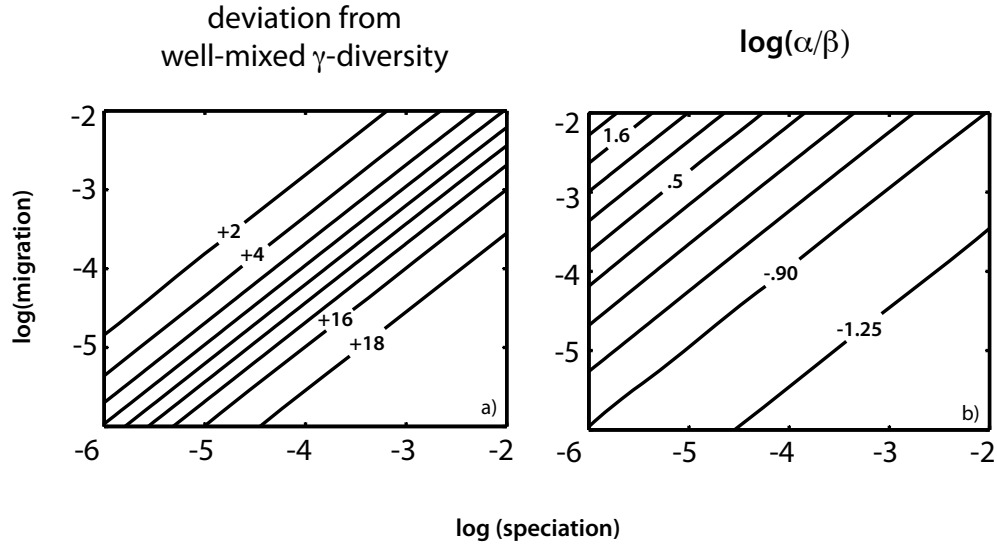 deviation from
well-mixed γ-diversity
log(α/β)
log(migration)
-2
-3
-4
-5
-6 -5 -4 -3 -2
+2
+4
+16
+18
a)
-2
-3
-4
-5
-6 -5 -4 -3 -2
1.6
.5
-.90
-1.25
b)
log (speciation)